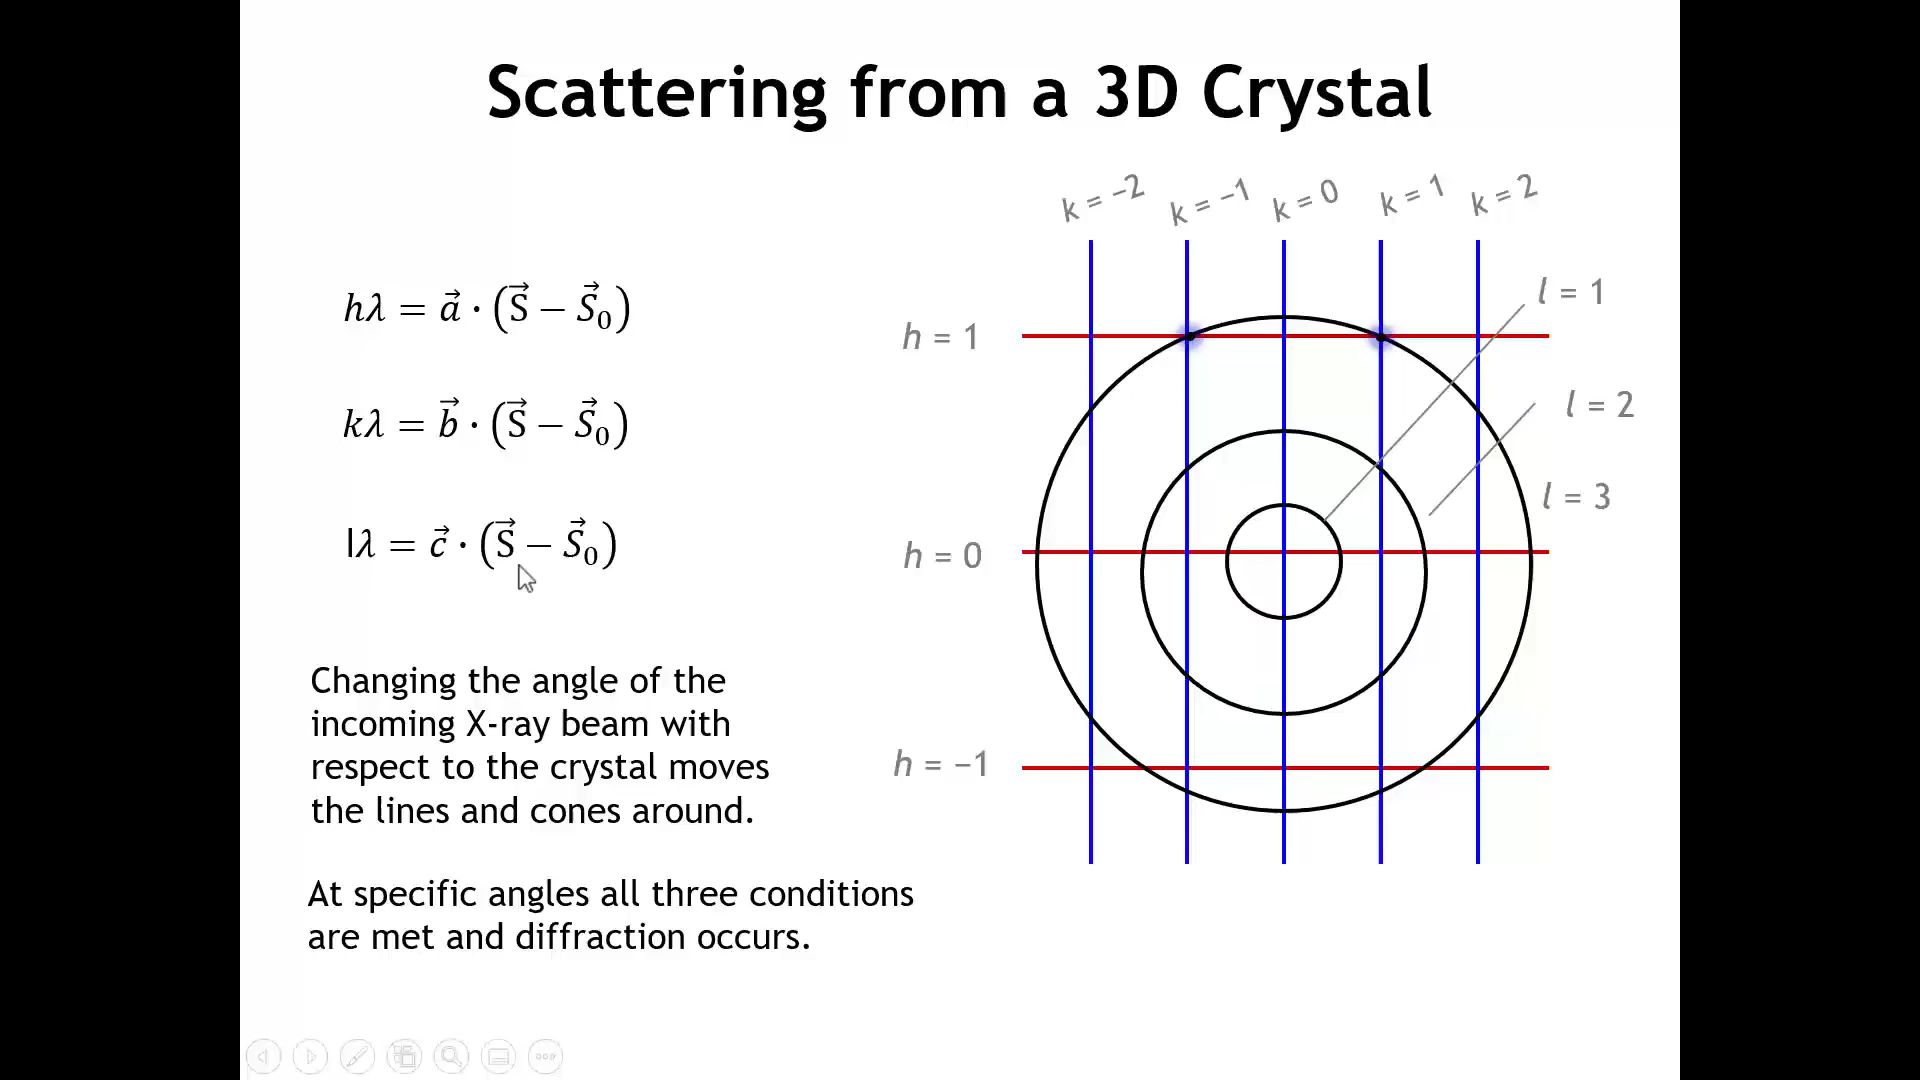 Scattering from a 3D Crystal
k = −2 k = −1 k = 0 k = 1 k = 2
hλ = a⃗ · (S⃗ − S⃗₀)
l = 1
h = 1
kλ = b⃗ · (S⃗ − S⃗₀)
l = 2
l = 3
lλ = c⃗ · (S⃗ − S⃗₀)
h = 0
h = −1
Changing the angle of the
incoming X-ray beam with
respect to the crystal moves
the lines and cones around.
At specific angles all three conditions
are met and diffraction occurs.